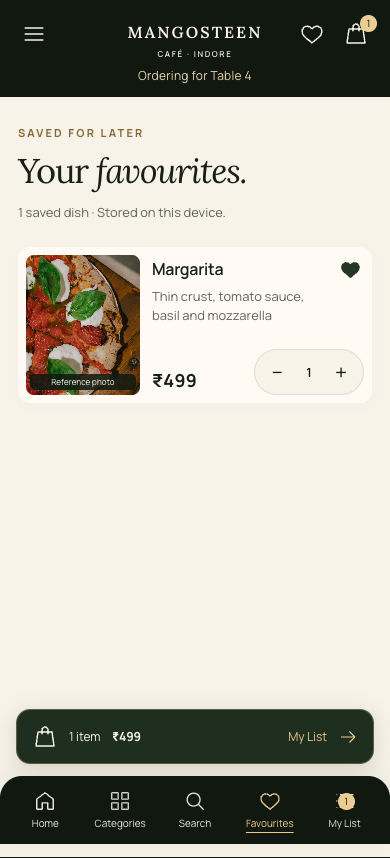 MANGOSTEEN
CAFÉ · INDORE
1
Ordering for Table 4
SAVED FOR LATER
Your favourites.
1 saved dish · Stored on this device.
Margarita
Thin crust, tomato sauce,
basil and mozzarella
Reference photo
₹499
− 1 +
1 item ₹499 My List →
1
Home Categories Search Favourites My List